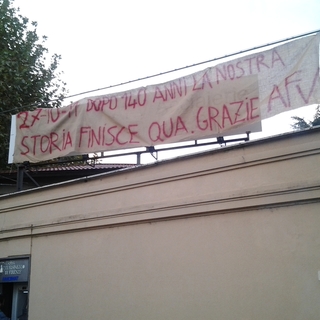 27-10-11 DOPO 140 ANNI LA NOSTRA
STORIA FINISCE QUA. GRAZIE AFV